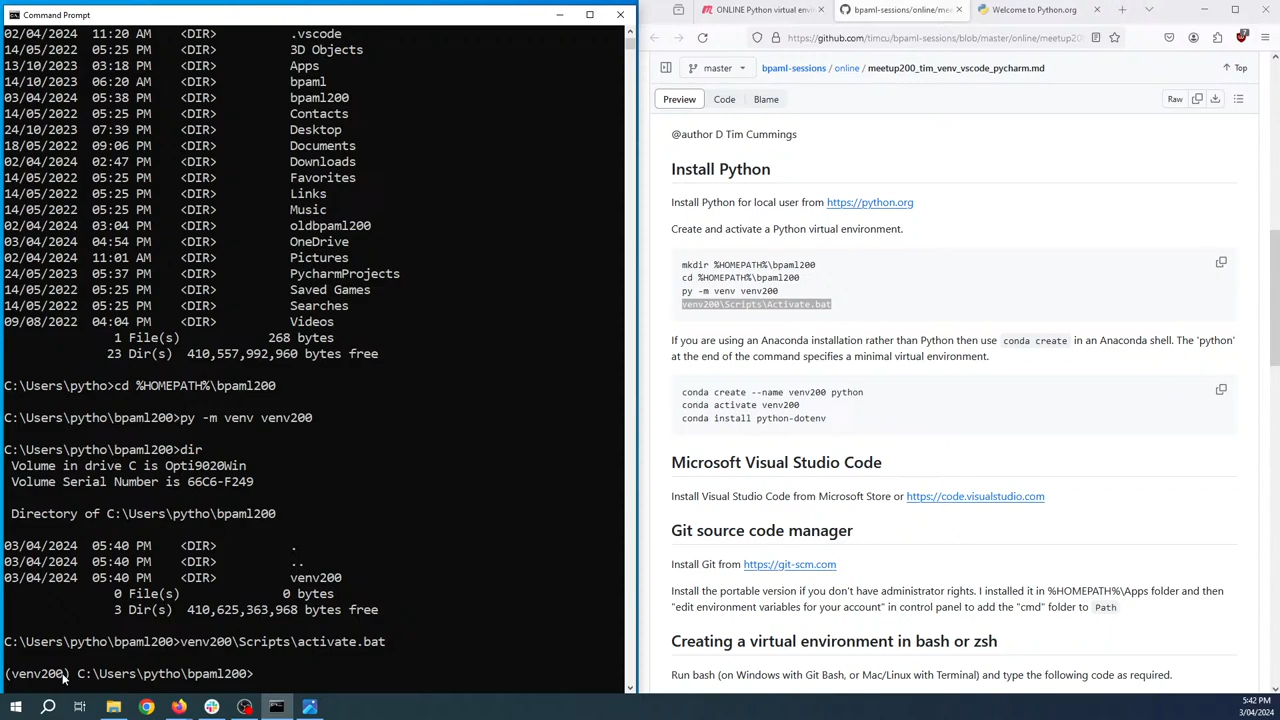 Command Prompt
02/04/2024 11:20 AM <DIR> .vscode
14/05/2022 05:25 PM <DIR> 3D Objects
13/10/2023 03:18 PM <DIR> Apps
14/10/2023 06:20 AM <DIR> bpaml
03/04/2024 05:38 PM <DIR> bpaml200
14/05/2022 05:25 PM <DIR> Contacts
24/10/2023 07:39 PM <DIR> Desktop
18/05/2022 09:06 PM <DIR> Documents
02/04/2024 02:47 PM <DIR> Downloads
14/05/2022 05:25 PM <DIR> Favorites
14/05/2022 05:25 PM <DIR> Links
14/05/2022 05:25 PM <DIR> Music
02/04/2024 03:04 PM <DIR> oldbpaml200
03/04/2024 04:54 PM <DIR> OneDrive
02/04/2024 11:01 AM <DIR> Pictures
24/05/2023 05:37 PM <DIR> PycharmProjects
14/05/2022 05:25 PM <DIR> Saved Games
14/05/2022 05:25 PM <DIR> Searches
09/08/2022 04:04 PM <DIR> Videos
1 File(s) 268 bytes
23 Dir(s) 410,557,992,960 bytes free
C:\Users\pytho>cd %HOMEPATH%\bpaml200
C:\Users\pytho\bpaml200>py -m venv venv200
C:\Users\pytho\bpaml200>dir
Volume in drive C is Opti9020Win
Volume Serial Number is 66C6-F249
Directory of C:\Users\pytho\bpaml200
03/04/2024 05:40 PM <DIR> .
03/04/2024 05:40 PM <DIR> ..
03/04/2024 05:40 PM <DIR> venv200
0 File(s) 0 bytes
3 Dir(s) 410,625,363,968 bytes free
C:\Users\pytho\bpaml200>venv200\Scripts\activate.bat
(venv200) C:\Users\pytho\bpaml200>
ONLINE Python virtual envi
bpaml-sessions/online/mee
Welcome to Python.org
https://github.com/timcu/bpaml-sessions/blob/master/online/meetup20
master
bpaml-sessions / online / meetup200_tim_venv_vscode_pycharm.md
Top
Preview Code Blame
Raw
@author D Tim Cummings
Install Python
Install Python for local user from https://python.org
Create and activate a Python virtual environment.
mkdir %HOMEPATH%\bpaml200
cd %HOMEPATH%\bpaml200
py -m venv venv200
venv200\Scripts\Activate.bat
If you are using an Anaconda installation rather than Python then use conda create in an Anaconda shell. The 'python'
at the end of the command specifies a minimal virtual environment.
conda create --name venv200 python
conda activate venv200
conda install python-dotenv
Microsoft Visual Studio Code
Install Visual Studio Code from Microsoft Store or https://code.visualstudio.com
Git source code manager
Install Git from https://git-scm.com
Install the portable version if you don't have administrator rights. I installed it in %HOMEPATH%\Apps folder and then
"edit environment variables for your account" in control panel to add the "cmd" folder to Path
Creating a virtual environment in bash or zsh
Run bash (on Windows with Git Bash, or Mac/Linux with Terminal) and type the following code as required.
5:42 PM
3/04/2024